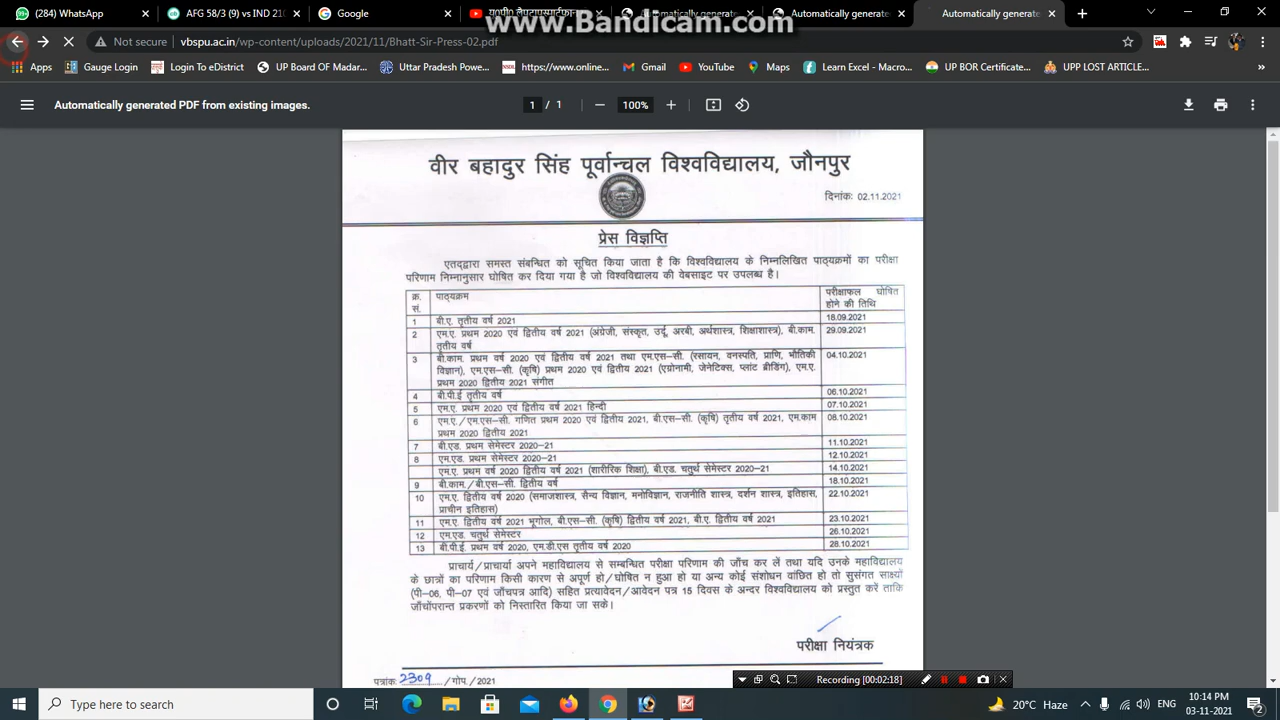 (284) WhatsApp
AFG 58/3 (9) vs IND 210
Google
Automatically generated
Automatically generated
Automatically generated
www.Bandicam.com
Not secure
vbspu.ac.in/wp-content/uploads/2021/11/Bhatt-Sir-Press-02.pdf
Apps
Gauge Login
Login To eDistrict
UP Board OF Madar...
Uttar Pradesh Powe...
https://www.online...
Gmail
YouTube
Maps
Learn Excel - Macro...
UP BOR Certificate...
UPP LOST ARTICLE...
»
Automatically generated PDF from existing images.
1 / 1
100%
वीर बहादुर सिंह पूर्वान्चल विश्वविद्यालय, जौनपुर
दिनांकः 02.11.2021
प्रेस विज्ञप्ति
एतद्द्वारा समस्त संबन्धित को सूचित किया जाता है कि विश्वविद्यालय के निम्नलिखित पाठ्यक्रमों का परीक्षा
परिणाम निम्नानुसार घोषित कर दिया गया है जो विश्वविद्यालय की वेबसाइट पर उपलब्ध है।
क्र. सं. पाठ्यक्रम परीक्षाफल घोषित होने की तिथि
1 बी.ए. तृतीय वर्ष 2021 18.09.2021
2 एम.ए. प्रथम 2020 एवं द्वितीय वर्ष 2021 (अंग्रेजी, संस्कृत, उर्दू, अरबी, अर्थशास्त्र, शिक्षाशास्त्र), बी.काम. 29.09.2021
तृतीय वर्ष
3 बी.काम. प्रथम वर्ष 2020 एवं द्वितीय वर्ष 2021 तथा एम.एस-सी. (रसायन, वनस्पति, प्राणि, भौतिकी 04.10.2021
विज्ञान), एम.एस-सी. (कृषि) प्रथम 2020 एवं द्वितीय 2021 (एग्रोनामी, जेनेटिक्स, प्लांट ब्रीडिंग), एम.ए.
प्रथम 2020 द्वितीय 2021 संगीत
4 बी.पी.ई तृतीय वर्ष 06.10.2021
5 एम.ए. प्रथम 2020 एवं द्वितीय वर्ष 2021 हिन्दी 07.10.2021
6 एम.ए./एम.एस-सी. गणित प्रथम 2020 एवं द्वितीय 2021, बी.एस-सी. (कृषि) तृतीय वर्ष 2021, एम.काम 08.10.2021
प्रथम 2020 द्वितीय 2021
7 बी.एड. प्रथम सेमेस्टर 2020-21 11.10.2021
8 एम.एड. प्रथम सेमेस्टर 2020-21 12.10.2021
एम.ए. प्रथम वर्ष 2020 द्वितीय वर्ष 2021 (शारीरिक शिक्षा), बी.एड. चतुर्थ सेमेस्टर 2020-21 14.10.2021
9 बी.काम./बी.एस-सी. द्वितीय वर्ष 18.10.2021
10 एम.ए. द्वितीय वर्ष 2020 (समाजशास्त्र, सैन्य विज्ञान, मनोविज्ञान, राजनीति शास्त्र, दर्शन शास्त्र, इतिहास, 22.10.2021
प्राचीन इतिहास)
11 एम.ए. द्वितीय वर्ष 2021 भूगोल, बी.एस-सी. (कृषि) द्वितीय वर्ष 2021, बी.ए. द्वितीय वर्ष 2021 23.10.2021
12 एम.एड. चतुर्थ सेमेस्टर 26.10.2021
13 बी.पी.ई. प्रथम वर्ष 2020, एम.डी.एस तृतीय वर्ष 2020 28.10.2021
प्राचार्य/प्राचार्या अपने महाविद्यालय से सम्बन्धित परीक्षा परिणाम की जाँच कर लें तथा यदि उनके महाविद्यालय
के छात्रों का परिणाम किसी कारण से अपूर्ण हो/घोषित न हुआ हो या अन्य कोई संशोधन वांछित हो तो सुसंगत साक्ष्यों
(पी-06, पी-07 एवं जाँचपत्र आदि) सहित प्रत्यावेदन/आवेदन पत्र 15 दिवस के अन्दर विश्वविद्यालय को प्रस्तुत करें ताकि
जाँचोंपरान्त प्रकरणों को निस्तारित किया जा सके।
परीक्षा नियंत्रक
पत्रांकः 2309 /गोप./2021
Recording [00:02:18]
Type here to search
20°C Haze
ENG
10:14 PM
03-11-2021
2